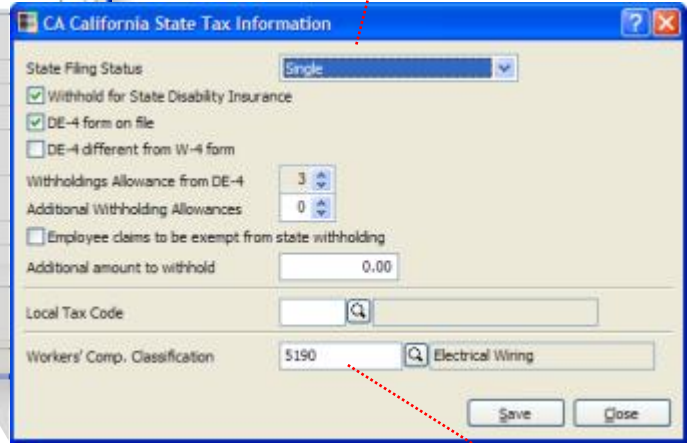 CA California State Tax Information
State Filing Status Single
Withhold for State Disability Insurance
DE-4 form on file
DE-4 different from W-4 form
Withholdings Allowance from DE-4 3
Additional Withholding Allowances 0
Employee claims to be exempt from state withholding
Additional amount to withhold 0.00
Local Tax Code
Workers' Comp. Classification 5190 Electrical Wiring
Save Close